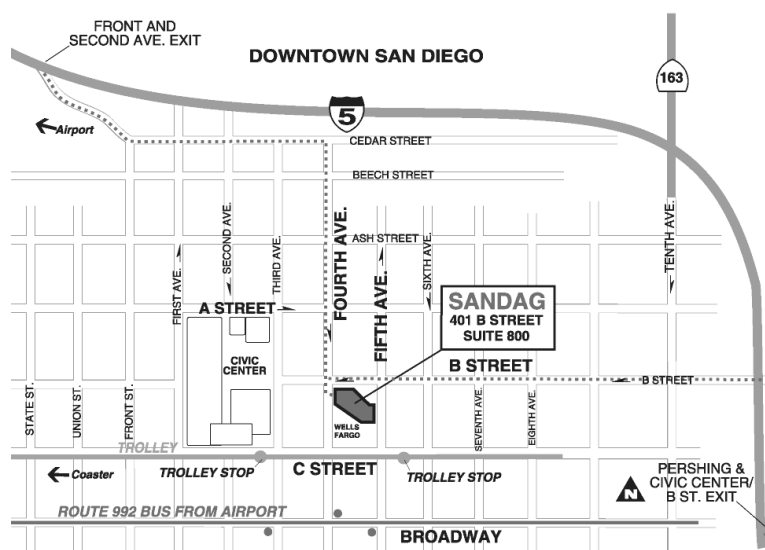 FRONT AND
SECOND AVE. EXIT
DOWNTOWN SAN DIEGO
163
5
Airport
CEDAR STREET
BEECH STREET
FIRST AVE.
SECOND AVE.
THIRD AVE.
FOURTH AVE.
ASH STREET
FIFTH AVE.
SIXTH AVE.
TENTH AVE.
A STREET
SANDAG
401 B STREET
SUITE 800
CIVIC
CENTER
B STREET
B STREET
STATE ST.
UNION ST.
FRONT ST.
WELLS
FARGO
SEVENTH AVE.
EIGHTH AVE.
TROLLEY
TROLLEY STOP
C STREET
TROLLEY STOP
Coaster
N
PERSHING &
CIVIC CENTER/
B ST. EXIT
ROUTE 992 BUS FROM AIRPORT
BROADWAY